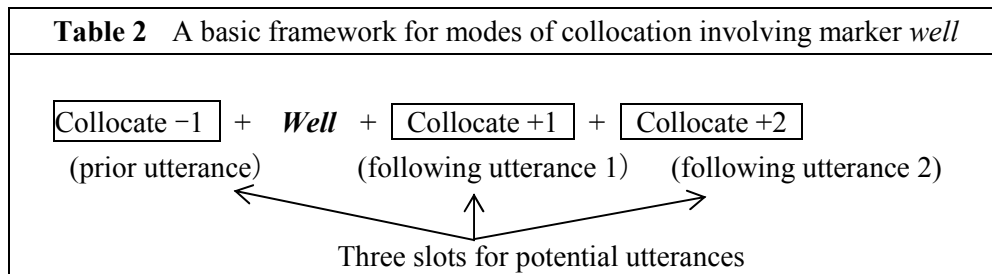 Table 2 A basic framework for modes of collocation involving marker well
Collocate −1 + Well + Collocate +1 + Collocate +2
(prior utterance) (following utterance 1) (following utterance 2)
Three slots for potential utterances